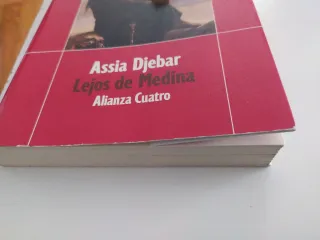 Assia Djebar
Lejos de Medina
Alianza Cuatro